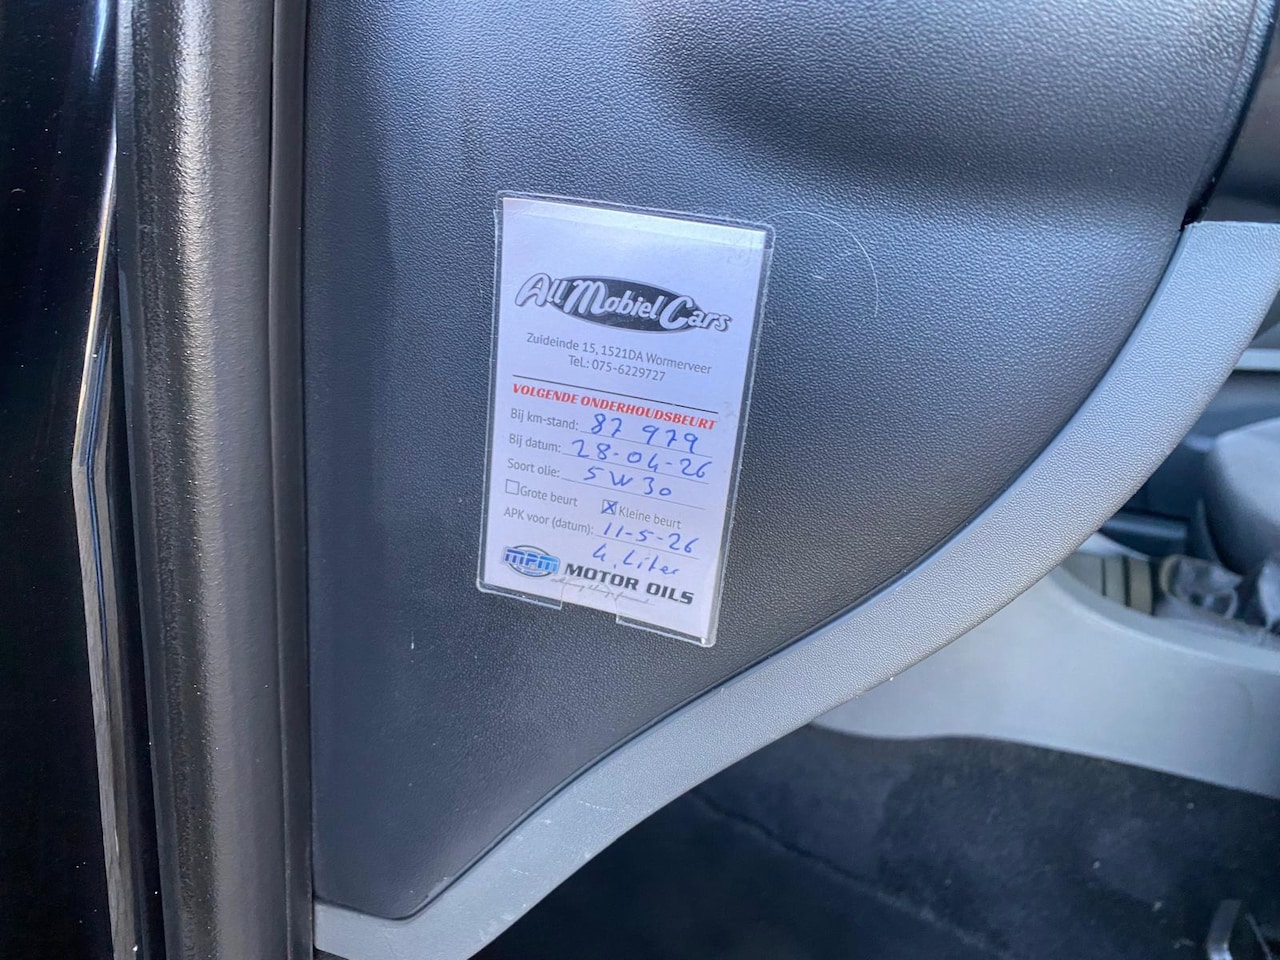 All Mobiel Cars
Zuideinde 15, 1521DA Wormerveer
Tel.: 075-6229727
VOLGENDE ONDERHOUDSBEURT
Bij km-stand: 87 979
Bij datum: 28-04-26
Soort olie: 5W30
Grote beurt Kleine beurt
APK voor (datum): 11-5-26
4. Liter
MPM MOTOR OILS